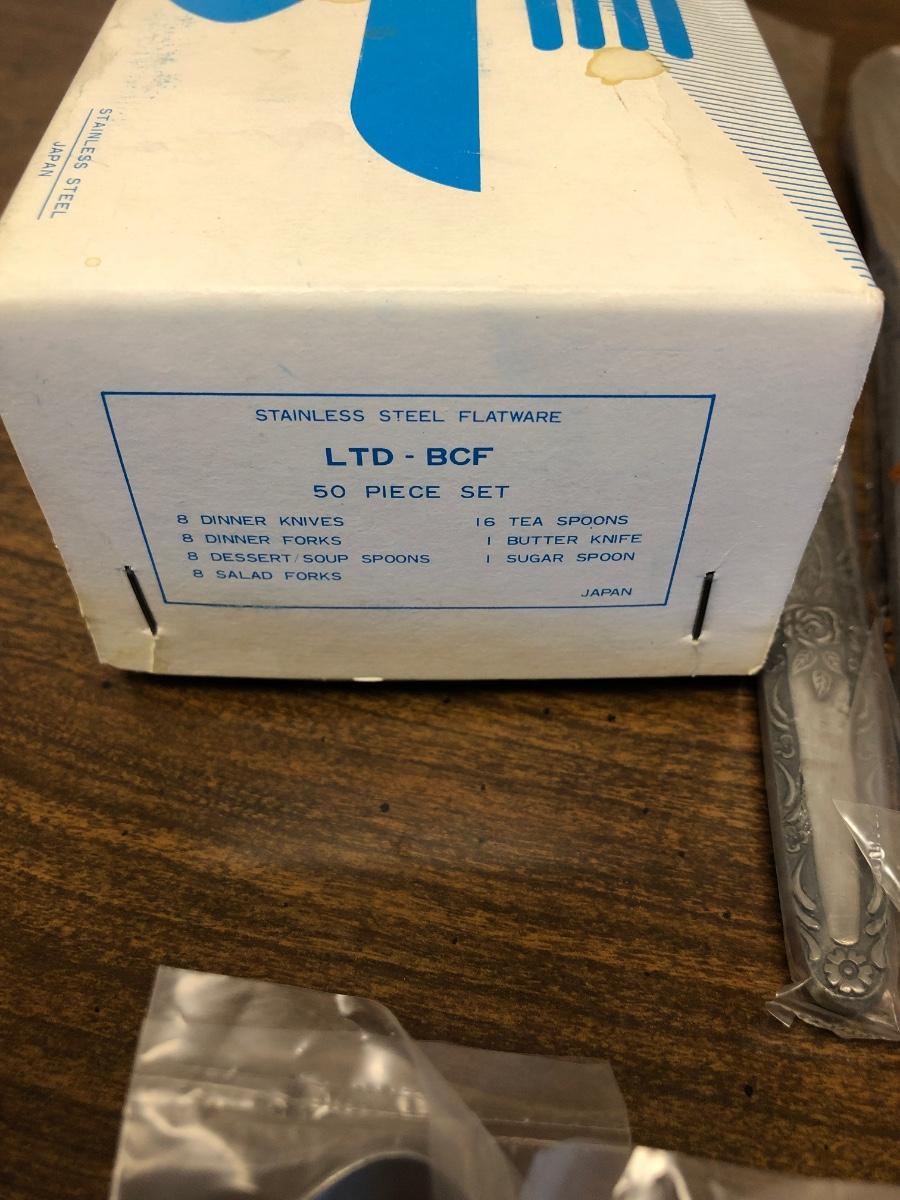 STAINLESS STEEL
JAPAN
STAINLESS STEEL FLATWARE
LTD - BCF
50 PIECE SET
8 DINNER KNIVES
8 DINNER FORKS
8 DESSERT/SOUP SPOONS
8 SALAD FORKS
16 TEA SPOONS
1 BUTTER KNIFE
1 SUGAR SPOON
JAPAN